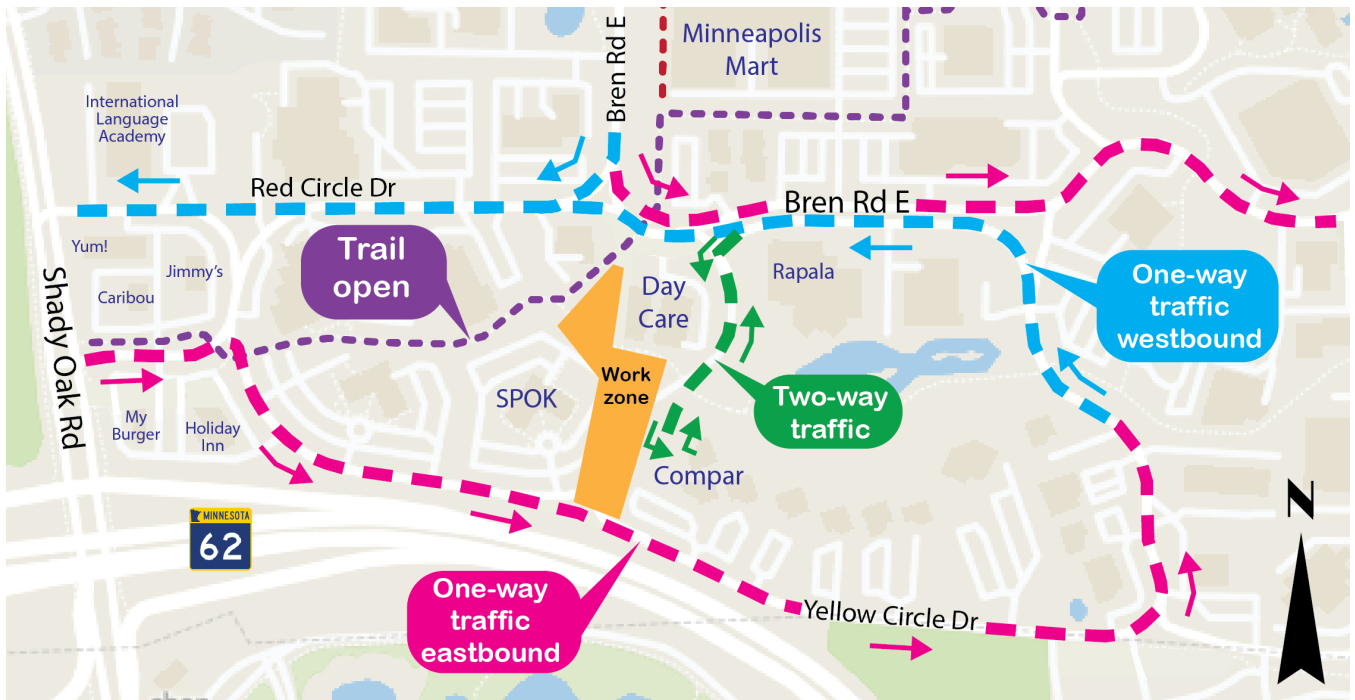 Bren Rd E
Minneapolis
Mart
International
Language
Academy
Red Circle Dr
Bren Rd E
Trail
open
Yum!
Jimmy's
Caribou
Day
Care
Rapala
One-way
traffic
westbound
Shady Oak Rd
Work
zone
SPOK
Two-way
traffic
My
Burger
Holiday
Inn
Compar
MINNESOTA
62
N
One-way
traffic
eastbound
Yellow Circle Dr